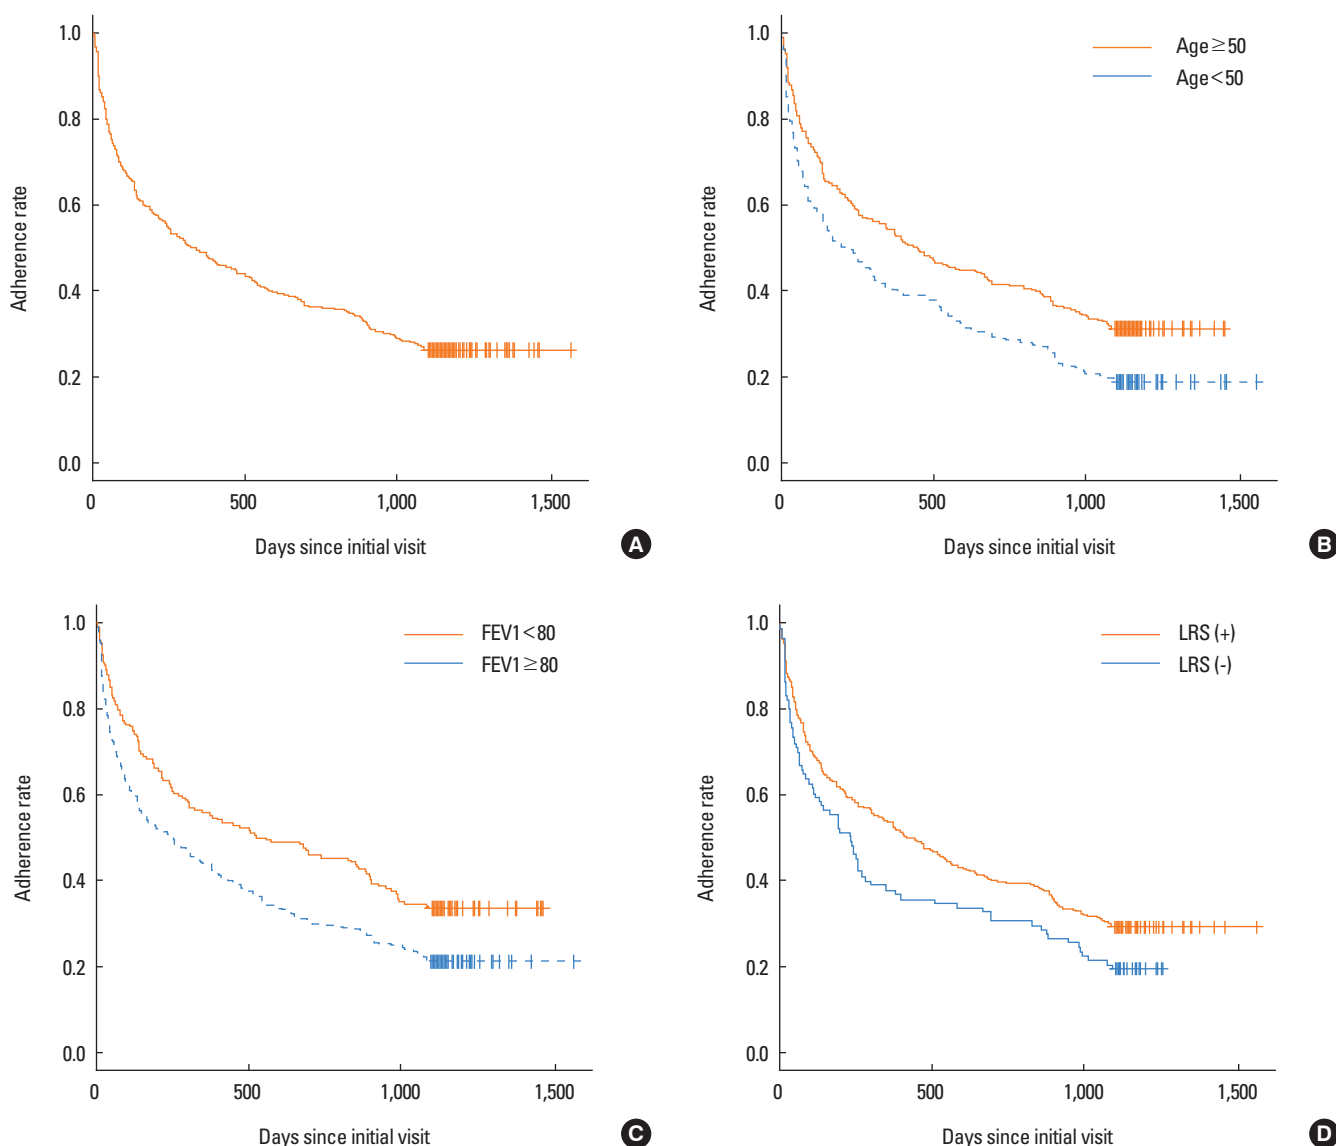 1.0
0.8
0.6
0.4
0.2
0.0
Adherence rate
0
500
1,000
1,500
Days since initial visit
A
1.0
0.8
0.6
0.4
0.2
0.0
Adherence rate
Age≥50
Age<50
0
500
1,000
1,500
Days since initial visit
B
1.0
0.8
0.6
0.4
0.2
0.0
Adherence rate
FEV1<80
FEV1≥80
0
500
1,000
1,500
Days since initial visit
C
1.0
0.8
0.6
0.4
0.2
0.0
Adherence rate
LRS (+)
LRS (-)
0
500
1,000
1,500
Days since initial visit
D